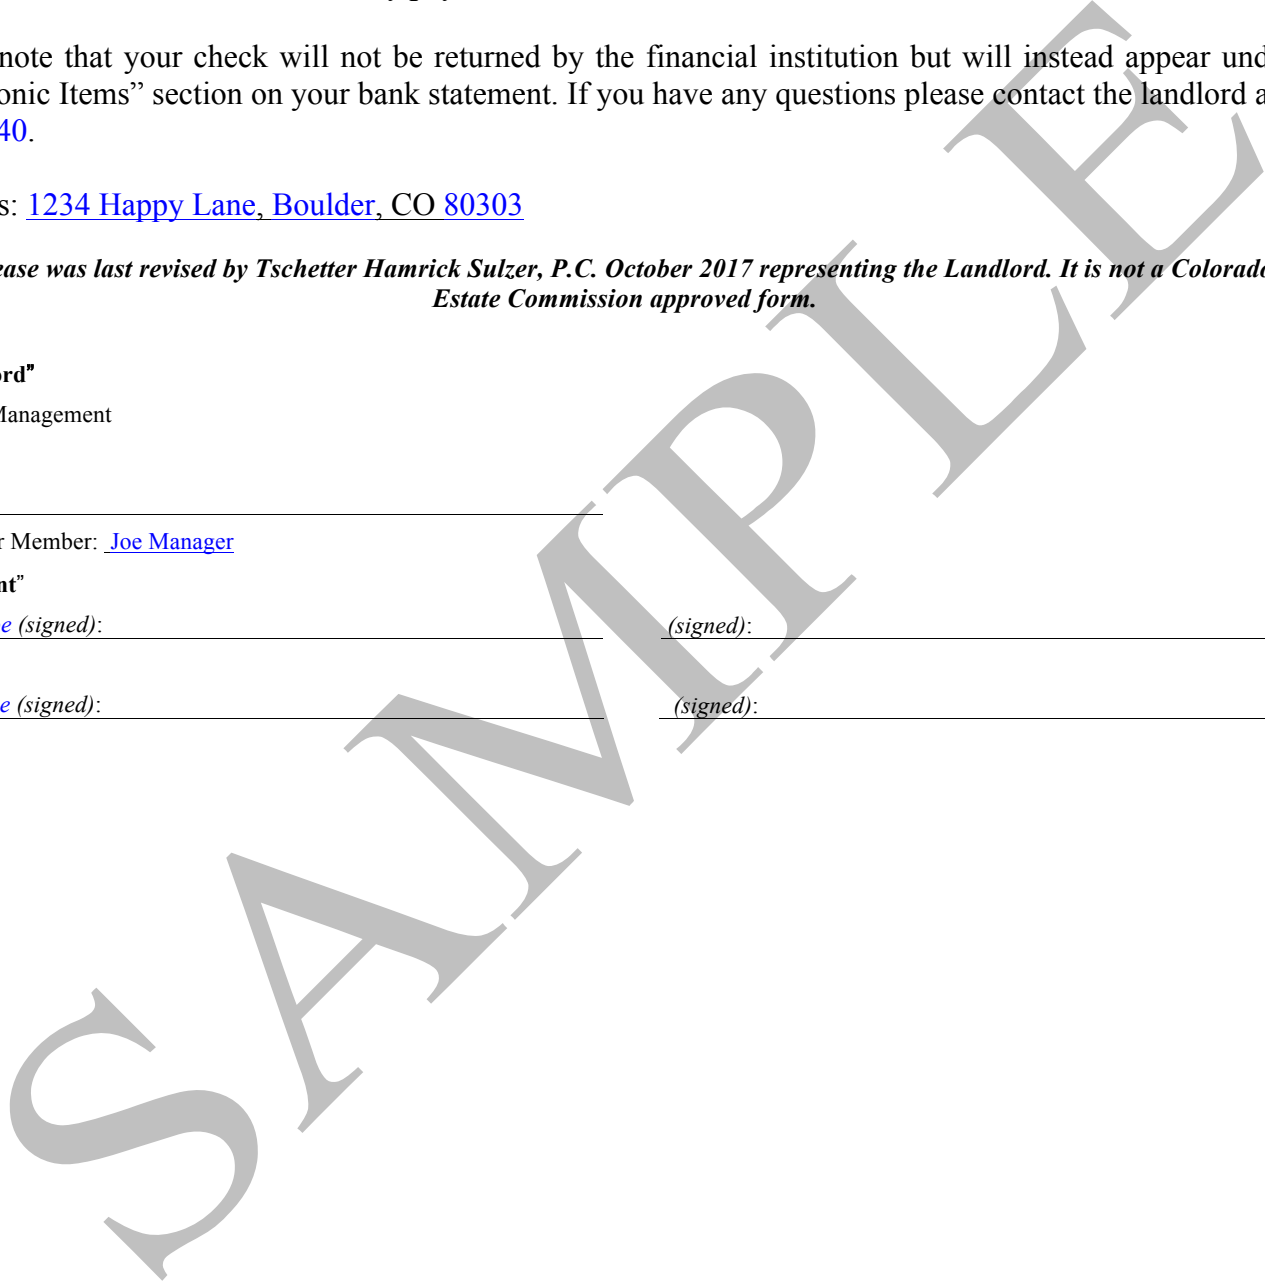 note that your check will not be returned by the financial institution but will instead appear und
onic Items” section on your bank statement. If you have any questions please contact the landlord a
40.
s: 1234 Happy Lane, Boulder, CO 80303
ease was last revised by Tschetter Hamrick Sulzer, P.C. October 2017 representing the Landlord. It is not a Colorado
Estate Commission approved form.
ord”
Management
r Member: Joe Manager
nt”
e (signed): (signed):
e (signed): (signed):
SAMPLE